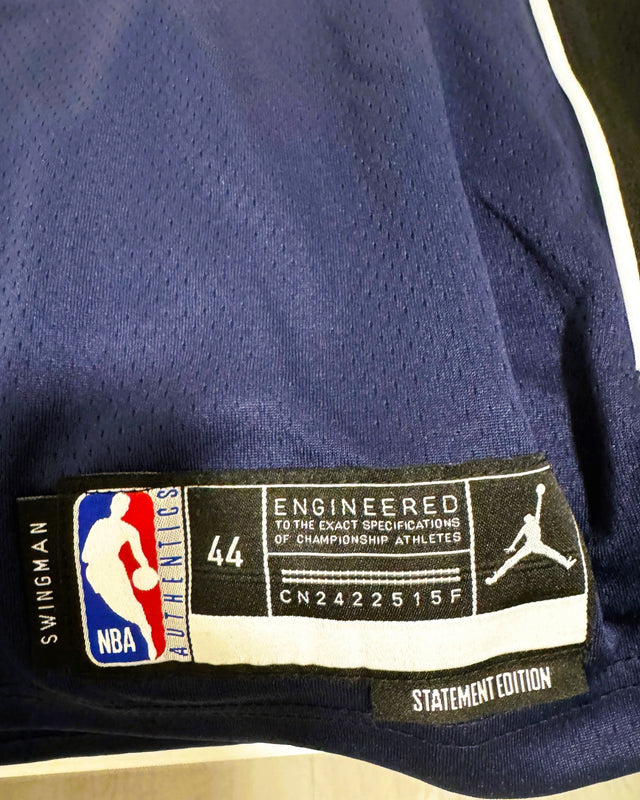 SWINGMAN
NBA
AUTHENTICS
44
ENGINEERED
TO THE EXACT SPECIFICATIONS
OF CHAMPIONSHIP ATHLETES
CN2422515F
STATEMENT EDITION